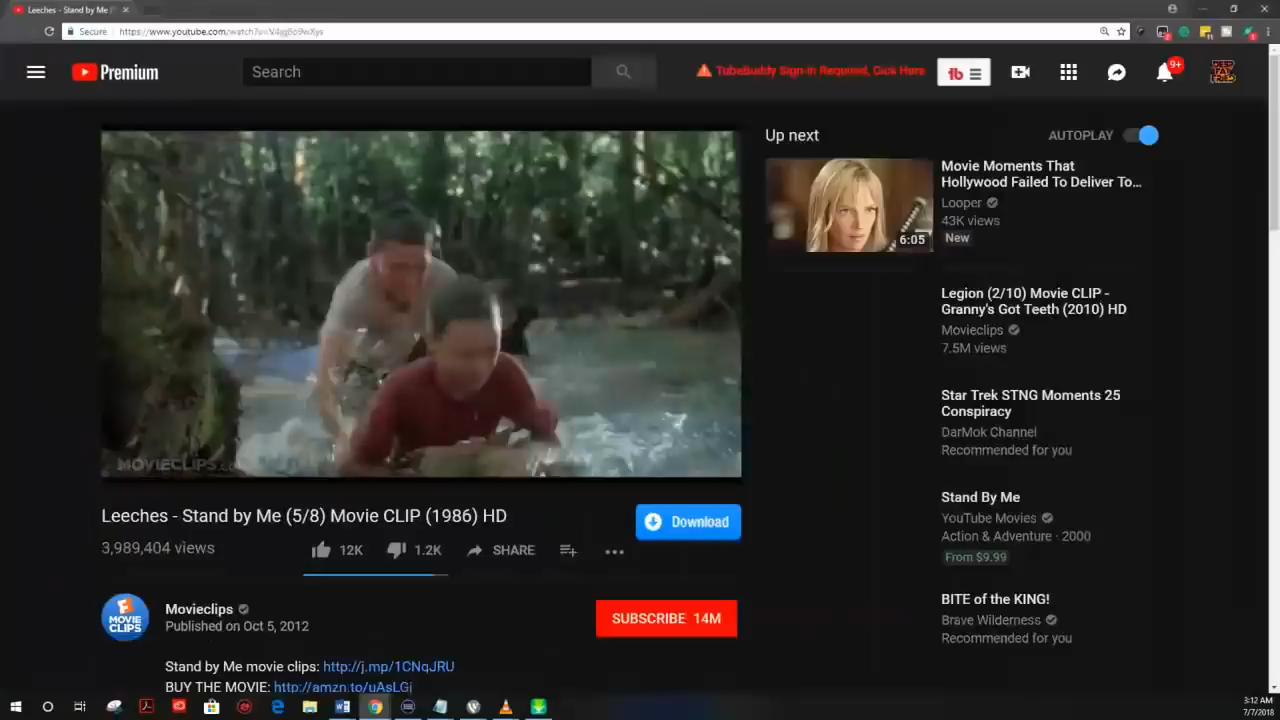 Leeches - Stand by Me
Secure
https://www.youtube.com
Premium
Search
TubeBuddy Sign-in Required, Click Here
tb
9+
Up next
AUTOPLAY
Movie Moments That
Hollywood Failed To Deliver To...
Looper
43K views
New
6:05
Legion (2/10) Movie CLIP -
Granny's Got Teeth (2010) HD
Movieclips
7.5M views
Star Trek STNG Moments 25
Conspiracy
DarMok Channel
Recommended for you
MOVIECLIPS.c
Leeches - Stand by Me (5/8) Movie CLIP (1986) HD
Download
3,989,404 views
12K
1.2K
SHARE
Stand By Me
YouTube Movies
Action & Adventure · 2000
From $9.99
MOVIE
CLIPS
Movieclips
Published on Oct 5, 2012
SUBSCRIBE 14M
BITE of the KING!
Brave Wilderness
Recommended for you
Stand by Me movie clips: http://j.mp/1CNqJRU
BUY THE MOVIE: http://amzn.to/uAsLGj
3:12 AM
7/7/2018